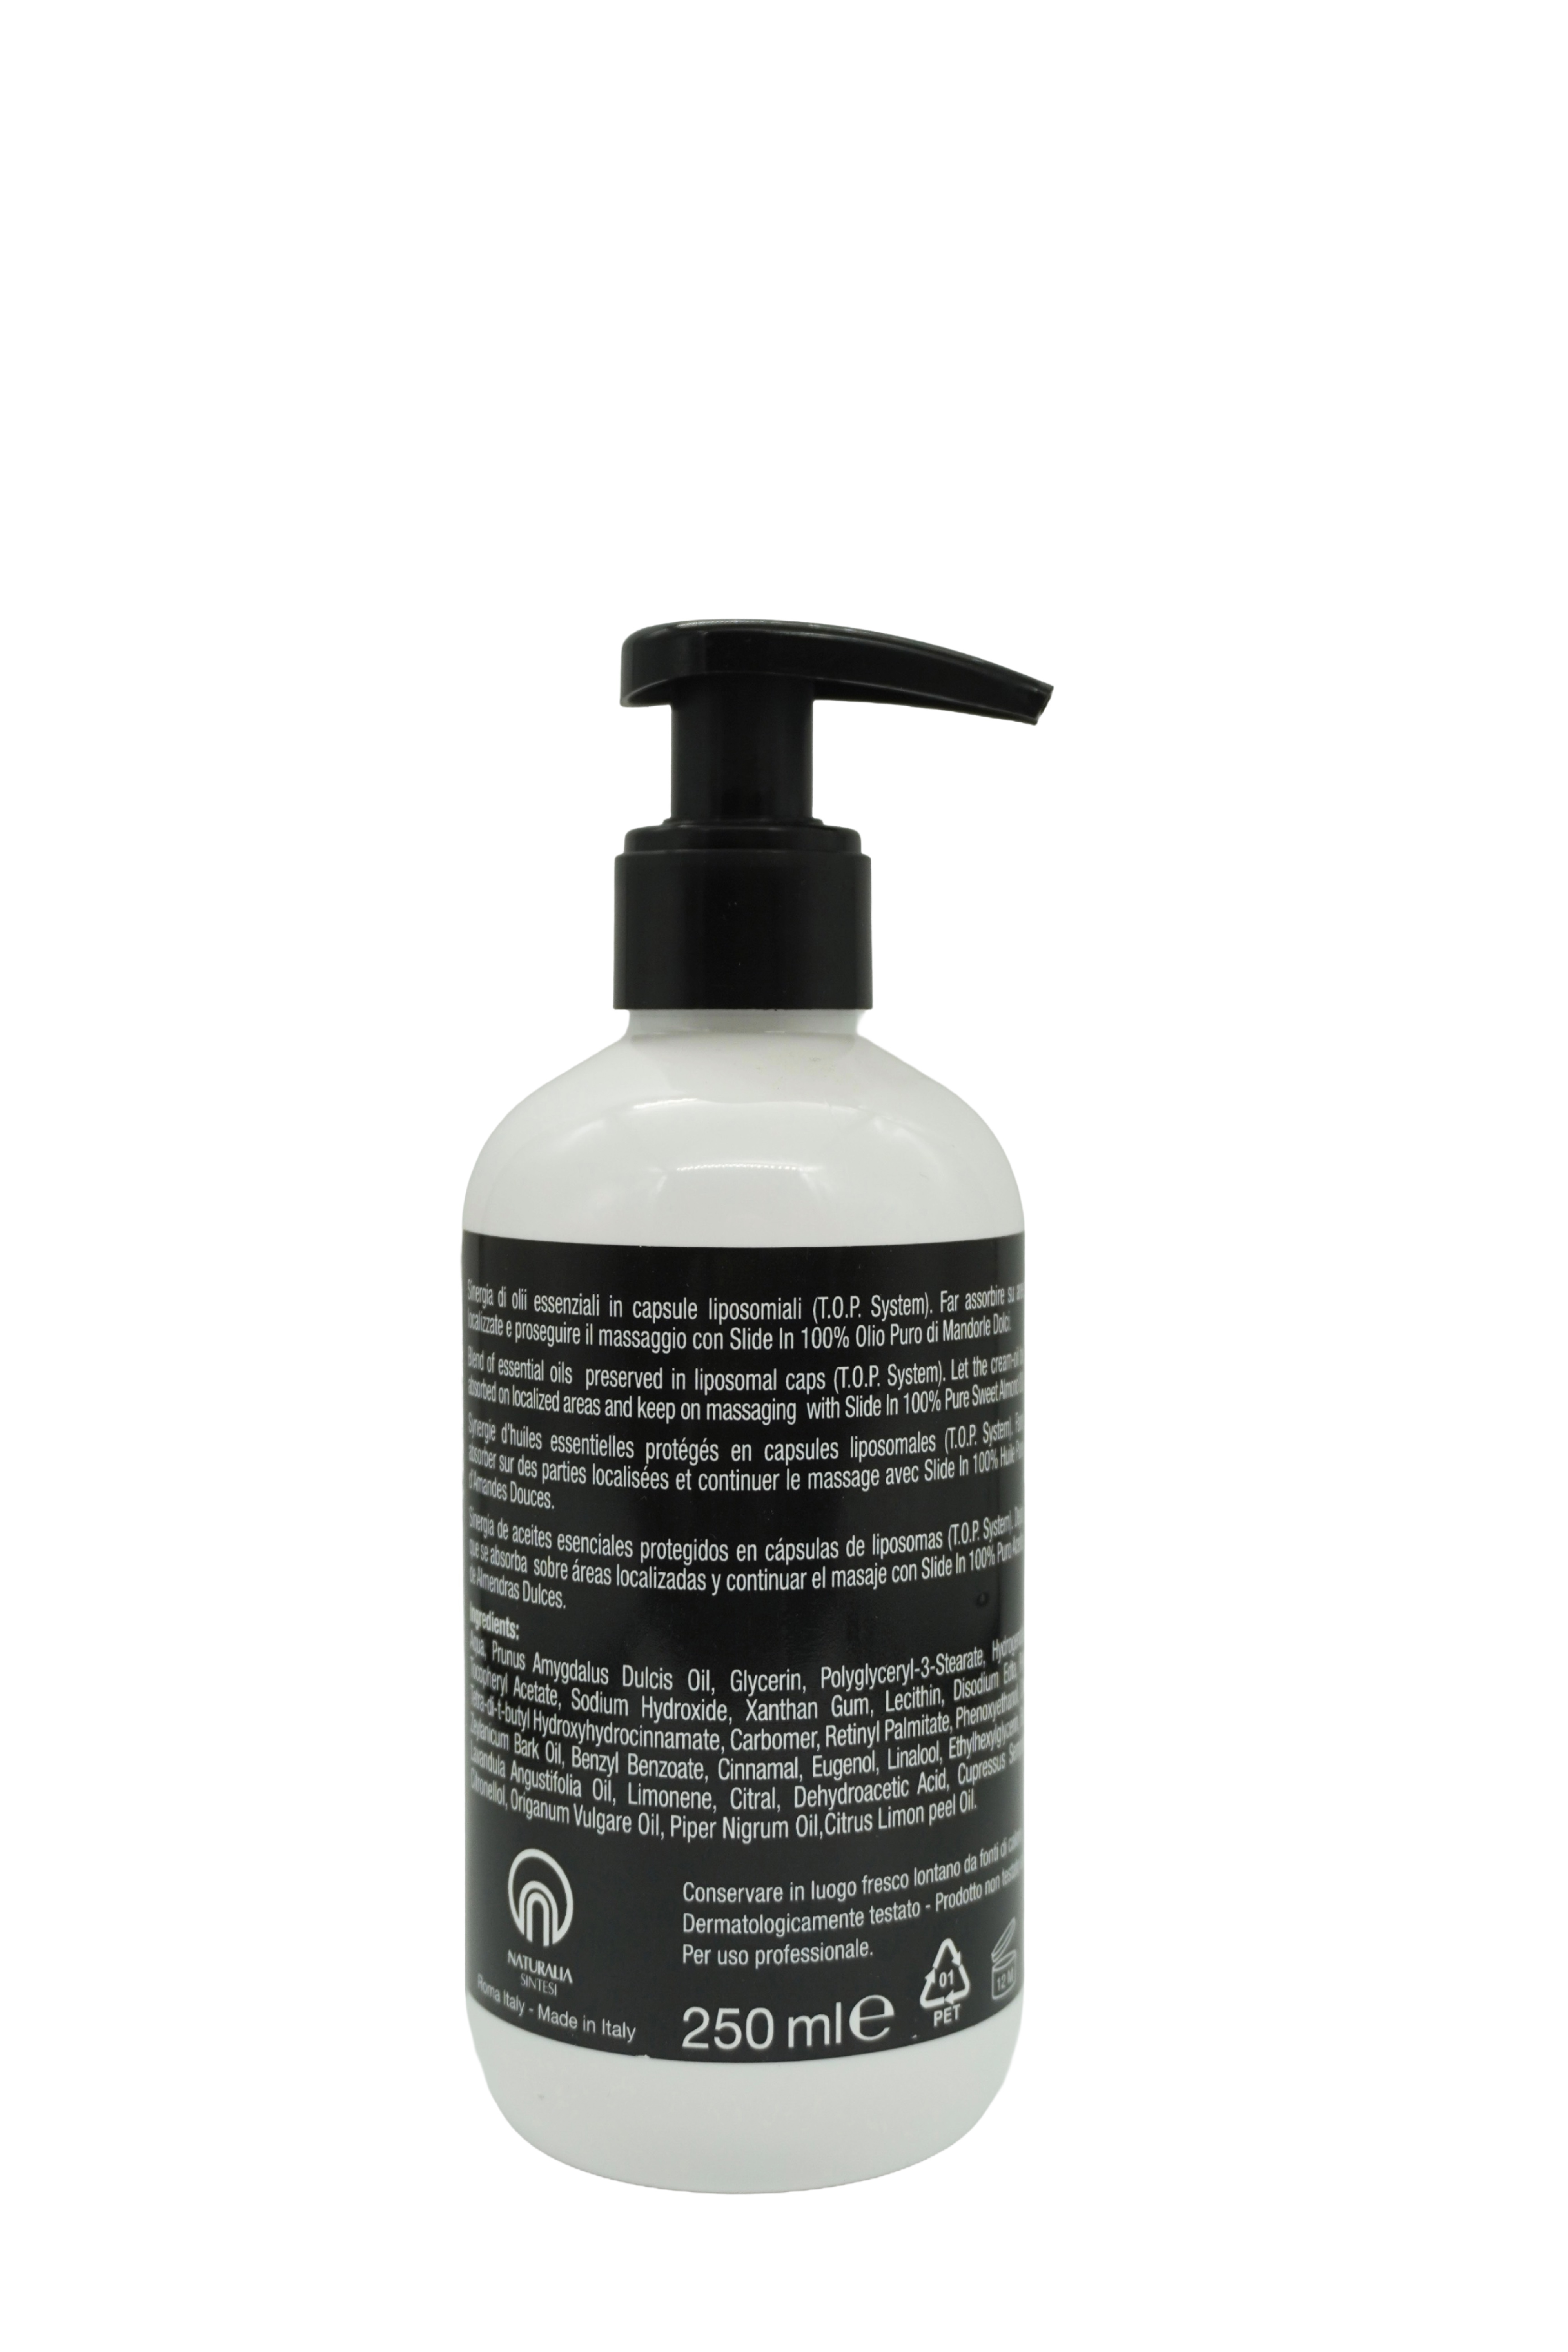 Sinergia di olii essenziali in capsule liposomiali (T.O.P. System). Far assorbire su
localizzate e proseguire il massaggio con Slide In 100% Olio Puro di Mandorle Dolci.
Blend of essential oils preserved in liposomal caps (T.O.P. System). Let the cream-oil
absorbed on localized areas and keep on massaging with Slide In 100% Pure Sweet Almond
Synergie d'huiles essentielles protégés en capsules liposomales (T.O.P. System).
absorber sur des parties localisées et continuer le massage avec Slide In 100% Huile
d'Amandes Douces.
Sinergia de aceites esenciales protegidos en cápsulas de liposomas (T.O.P. System).
que se absorba sobre áreas localizadas y continuar el masaje con Slide In 100% Puro
de Almendras Dulces.
Ingredients:
Aqua, Prunus Amygdalus Dulcis Oil, Glycerin, Polyglyceryl-3-Stearate,
Tocopheryl Acetate, Sodium Hydroxide, Xanthan Gum, Lecithin, Disodium Edta,
Tetra-di-t-butyl Hydroxyhydrocinnamate, Carbomer, Retinyl Palmitate, Phenoxyethanol,
Zeylanicum Bark Oil, Benzyl Benzoate, Cinnamal, Eugenol, Linalool, Ethylhexylglycerin,
Lavandula Angustifolia Oil, Limonene, Citral, Dehydroacetic Acid, Cupressus
Citronellol, Origanum Vulgare Oil, Piper Nigrum Oil,Citrus Limon peel Oil.
Conservare in luogo fresco lontano da fonti di
Dermatologicamente testato - Prodotto non
Per uso professionale.
NATURALIA
SINTESI
Roma Italy - Made in Italy
250 ml e
01
PET
12 M